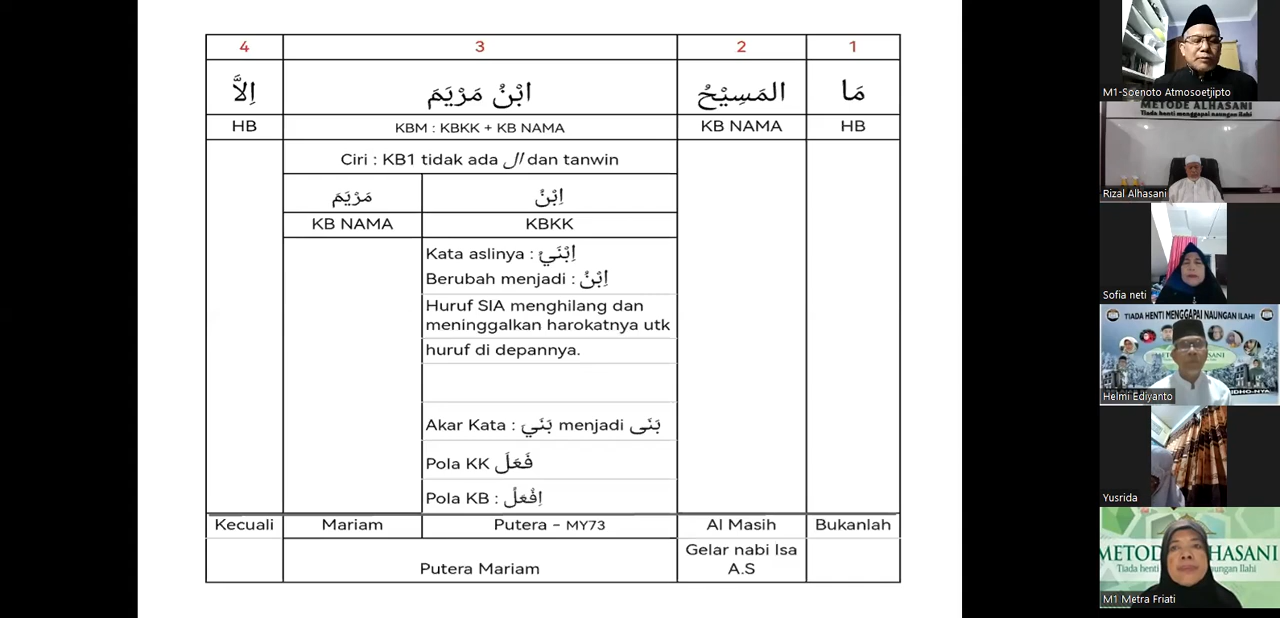 4 3 2 1
اِلاَّ ابْنُ مَرْيَمَ المَسِيْحُ مَا
HB KBM : KBKK + KB NAMA KB NAMA HB
Ciri : KB1 tidak ada ال dan tanwin
مَرْيَمَ اِبْنٌ
KB NAMA KBKK
Kata aslinya : اِبْنَيٌ
Berubah menjadi : اِبْنٌ
Huruf SIA menghilang dan
meninggalkan harokatnya utk
huruf di depannya.
Akar Kata : بَنَي menjadi بَنَى
Pola KK فَعَلَ
Pola KB : اِفْعَلٌ
Kecuali Mariam Putera – MY73 Al Masih Bukanlah
Putera Mariam
Gelar nabi Isa
A.S
M1-Soenoto Atmosoetjipto
METODE ALHASANI
Tiada henti menggapai naungan Ilahi
Rizal Alhasani
Sofia neti
TIADA HENTI MENGGAPAI NAUNGAN ILAHI
Helmi Ediyanto
Yusrida
M1 Metra Friati